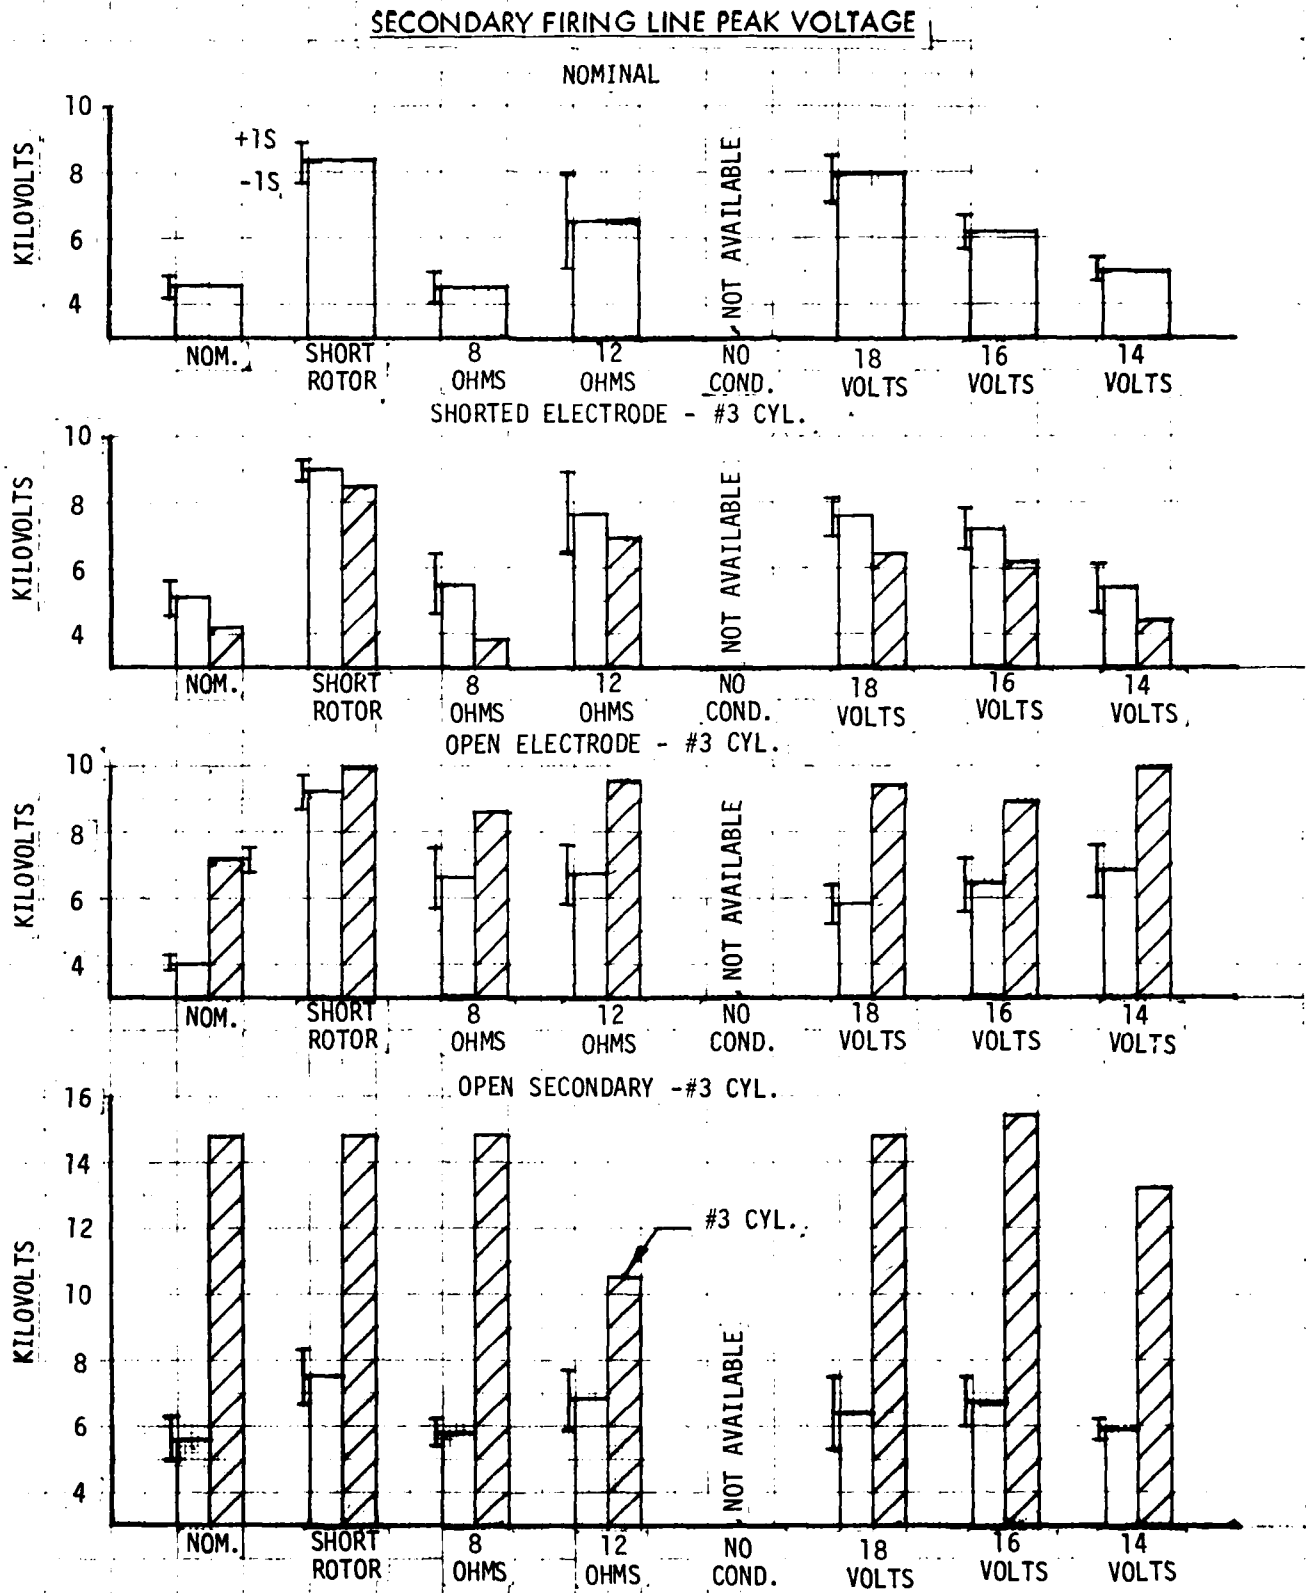 SECONDARY FIRING LINE PEAK VOLTAGE
NOMINAL
KILOVOLTS
10
8
6
4
+1S
-1S
NOT AVAILABLE
NOM. SHORT 8 12 NO 18 16 14
ROTOR OHMS OHMS COND. VOLTS VOLTS VOLTS
SHORTED ELECTRODE - #3 CYL.
KILOVOLTS
10
8
6
4
NOT AVAILABLE
NOM. SHORT 8 12 NO 18 16 14
ROTOR OHMS OHMS COND. VOLTS VOLTS VOLTS
OPEN ELECTRODE - #3 CYL.
KILOVOLTS
10
8
6
4
NOT AVAILABLE
NOM. SHORT 8 12 NO 18 16 14
ROTOR OHMS OHMS COND. VOLTS VOLTS VOLTS
OPEN SECONDARY -#3 CYL.
KILOVOLTS
16
14
12
10
8
6
4
#3 CYL.
NOT AVAILABLE
NOM. SHORT 8 12 NO 18 16 14
ROTOR OHMS OHMS COND. VOLTS VOLTS VOLTS